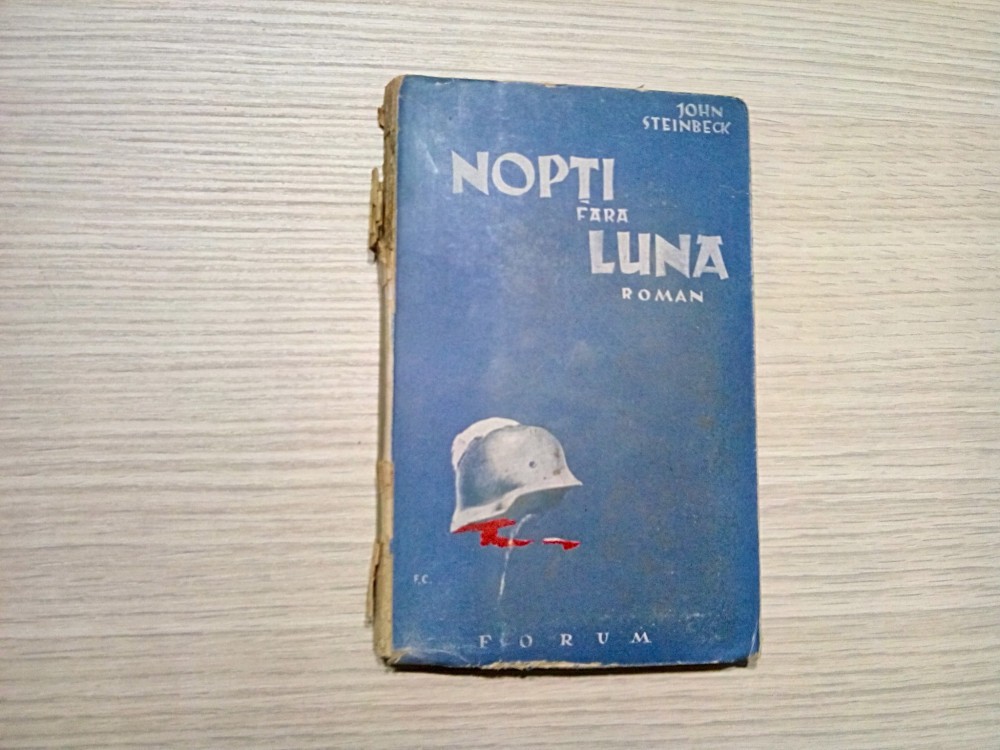 JOHN
STEINBECK
NOPȚI
FARA
LUNA
ROMAN
F.C.
FORUM